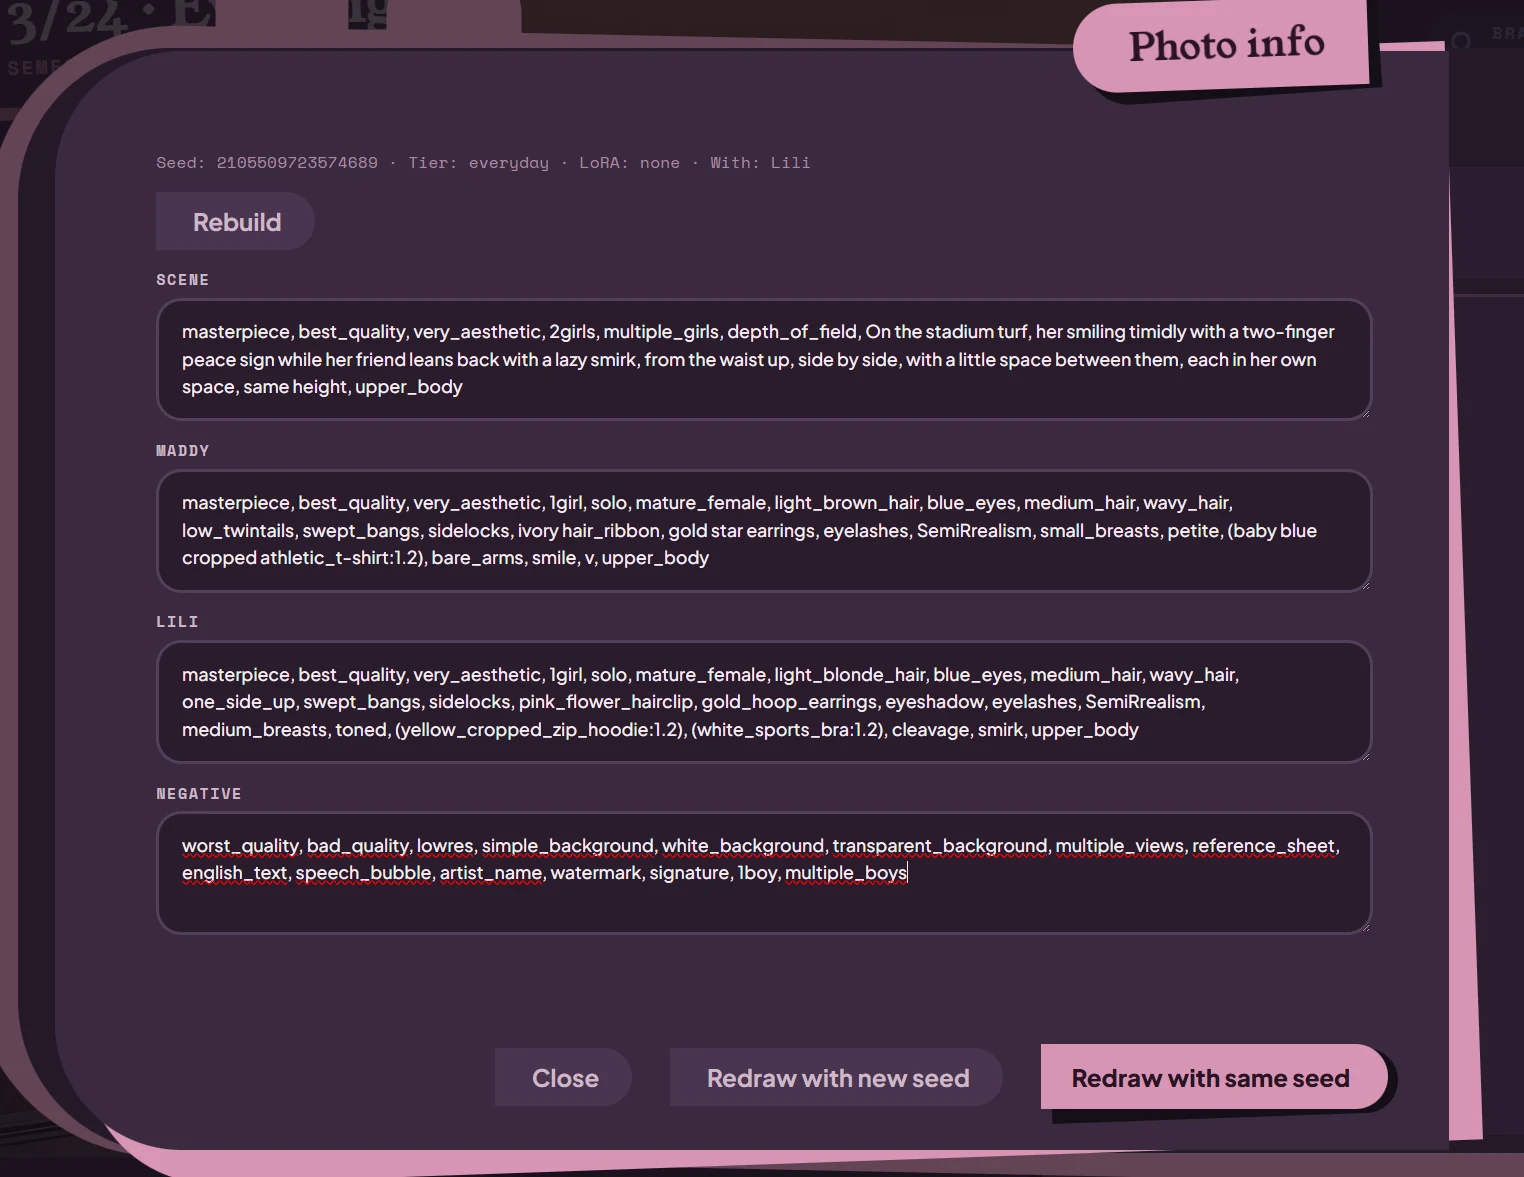 3/24 · E
SEME
BRA
Photo info
Seed: 2105509723574689 · Tier: everyday · LoRA: none · With: Lili
Rebuild
SCENE
masterpiece, best_quality, very_aesthetic, 2girls, multiple_girls, depth_of_field, On the stadium turf, her smiling timidly with a two-finger
peace sign while her friend leans back with a lazy smirk, from the waist up, side by side, with a little space between them, each in her own
space, same height, upper_body
MADDY
masterpiece, best_quality, very_aesthetic, 1girl, solo, mature_female, light_brown_hair, blue_eyes, medium_hair, wavy_hair,
low_twintails, swept_bangs, sidelocks, ivory hair_ribbon, gold star earrings, eyelashes, SemiRrealism, small_breasts, petite, (baby blue
cropped athletic_t-shirt:1.2), bare_arms, smile, v, upper_body
LILI
masterpiece, best_quality, very_aesthetic, 1girl, solo, mature_female, light_blonde_hair, blue_eyes, medium_hair, wavy_hair,
one_side_up, swept_bangs, sidelocks, pink_flower_hairclip, gold_hoop_earrings, eyeshadow, eyelashes, SemiRrealism,
medium_breasts, toned, (yellow_cropped_zip_hoodie:1.2), (white_sports_bra:1.2), cleavage, smirk, upper_body
NEGATIVE
worst_quality, bad_quality, lowres, simple_background, white_background, transparent_background, multiple_views, reference_sheet,
english_text, speech_bubble, artist_name, watermark, signature, 1boy, multiple_boys
Close
Redraw with new seed
Redraw with same seed